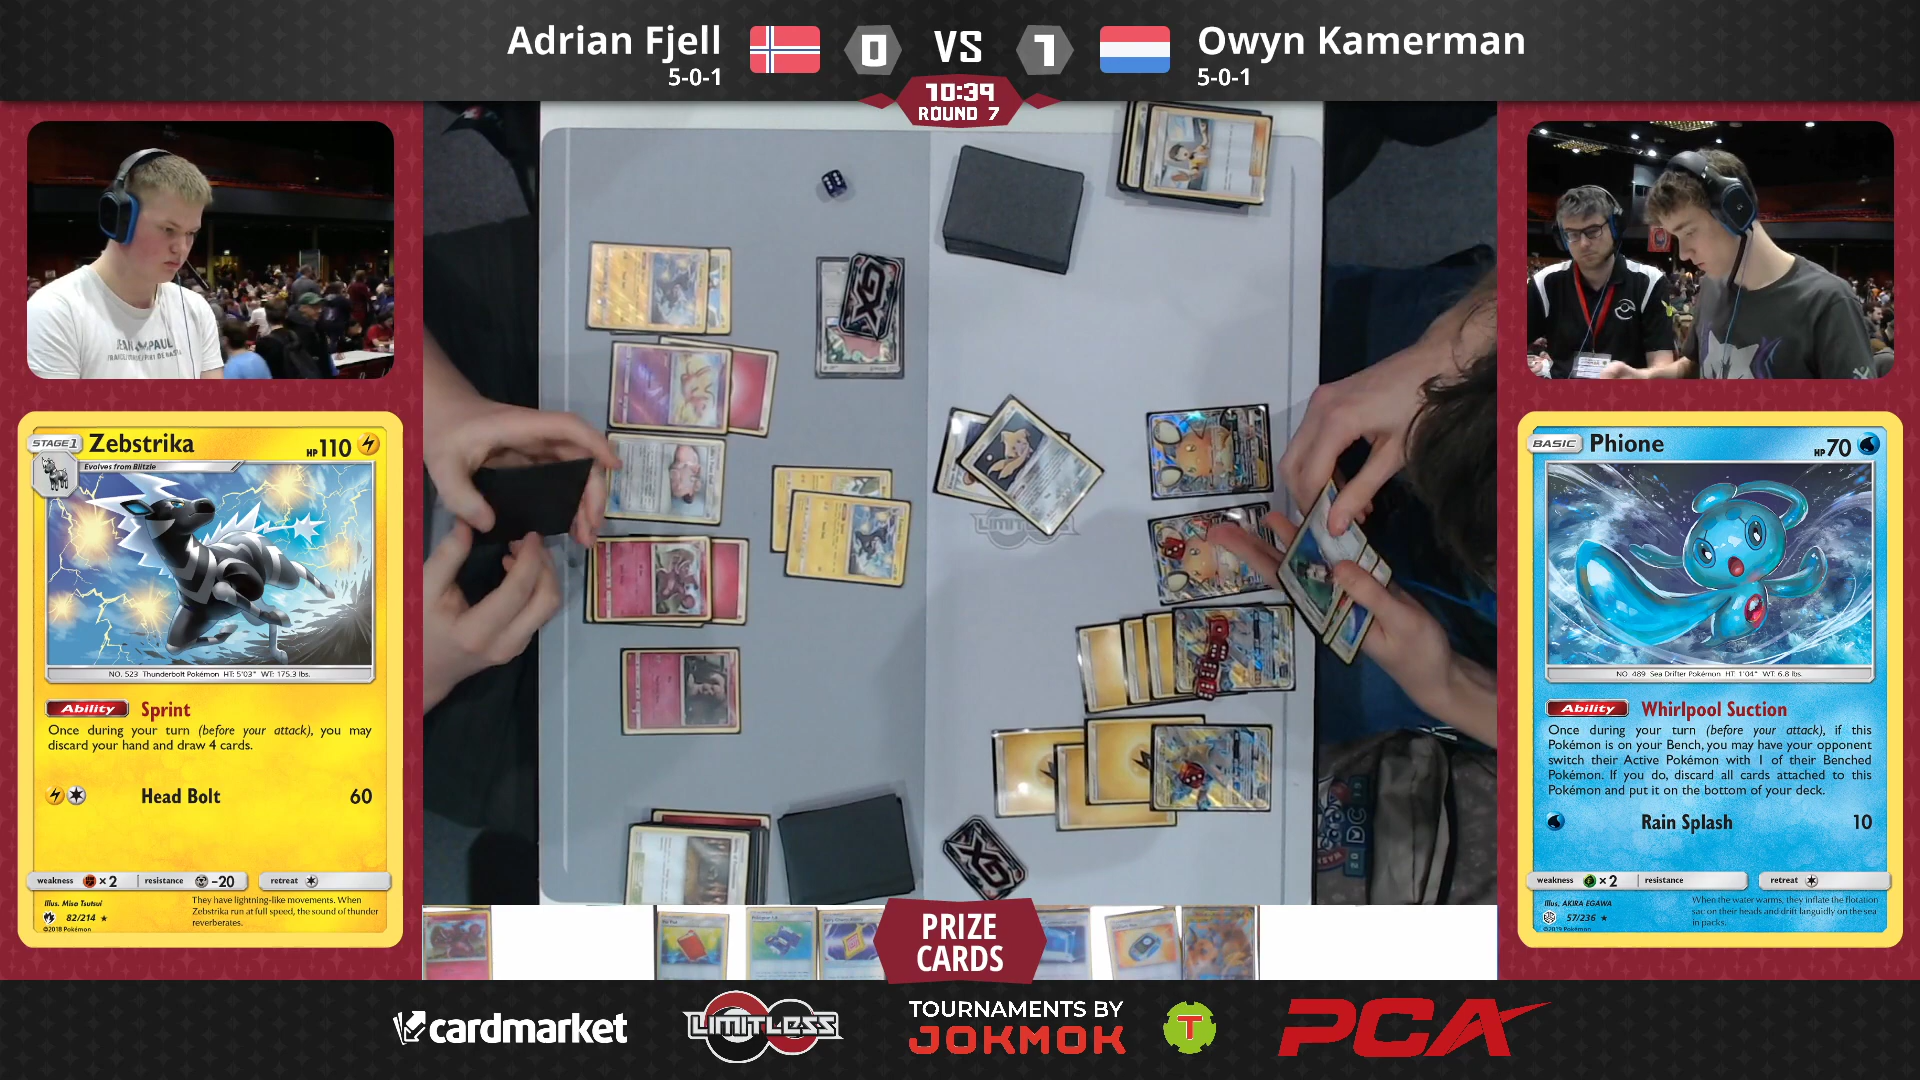 Adrian Fjell
5-0-1
0 VS 1
Owyn Kamerman
5-0-1
10:39
ROUND 7
JEAN PAUL
STAGE1
Zebstrika
HP110
Evolves from Blitzle
NO. 523 Thunderbolt Pokémon HT: 5'03" WT: 175.3 lbs.
Ability Sprint
Once during your turn (before your attack), you may
discard your hand and draw 4 cards.
Head Bolt 60
weakness ×2 resistance -20 retreat
Illus. Misa Tsutsui
82/214 ★
©2018 Pokémon
They have lightning-like movements. When
Zebstrika run at full speed, the sound of thunder
reverberates.
GX
LIMITLESS
GX
BASIC
Phione
HP70
NO. 489 Sea Drifter Pokémon HT: 1'04" WT: 6.8 lbs.
Ability Whirlpool Suction
Once during your turn (before your attack), if this
Pokémon is on your Bench, you may have your opponent
switch their Active Pokémon with 1 of their Benched
Pokémon. If you do, discard all cards attached to this
Pokémon and put it on the bottom of your deck.
Rain Splash 10
weakness ×2 resistance retreat
Illus. AKIRA EGAWA
57/236 ★
©2019 Pokémon
When the water warms, they inflate the flotation
sac on their heads and drift languidly on the sea
in packs.
PRIZE
CARDS
cardmarket
LIMITLESS
TOURNAMENTS BY
JOKMOK
T
PCA